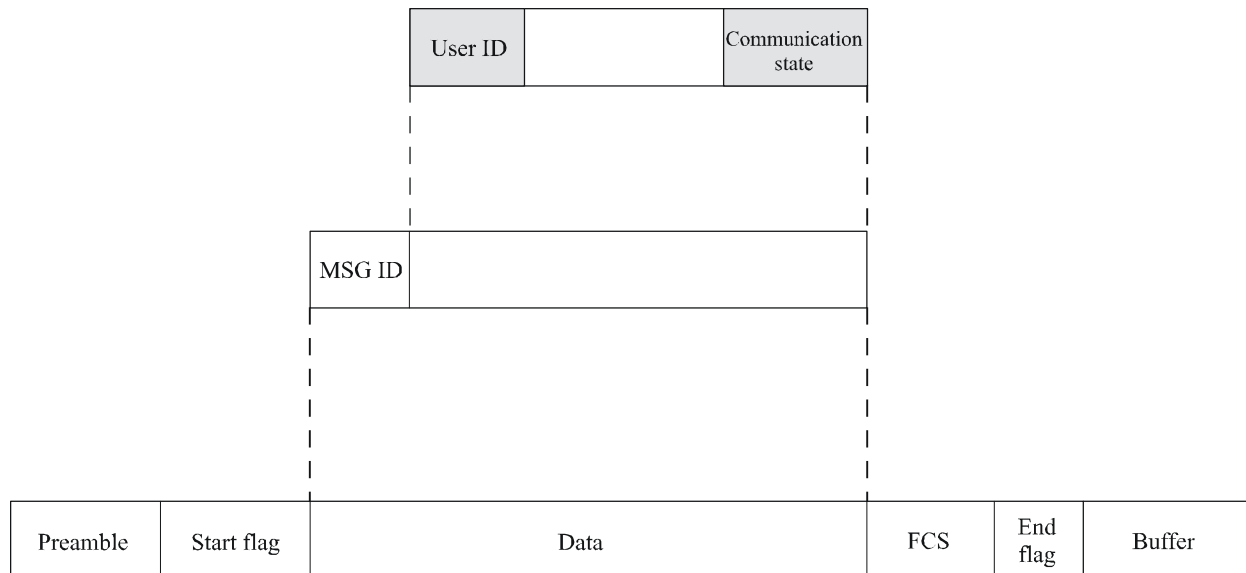 User ID
Communication
state
MSG ID
Preamble
Start flag
Data
FCS
End
flag
Buffer